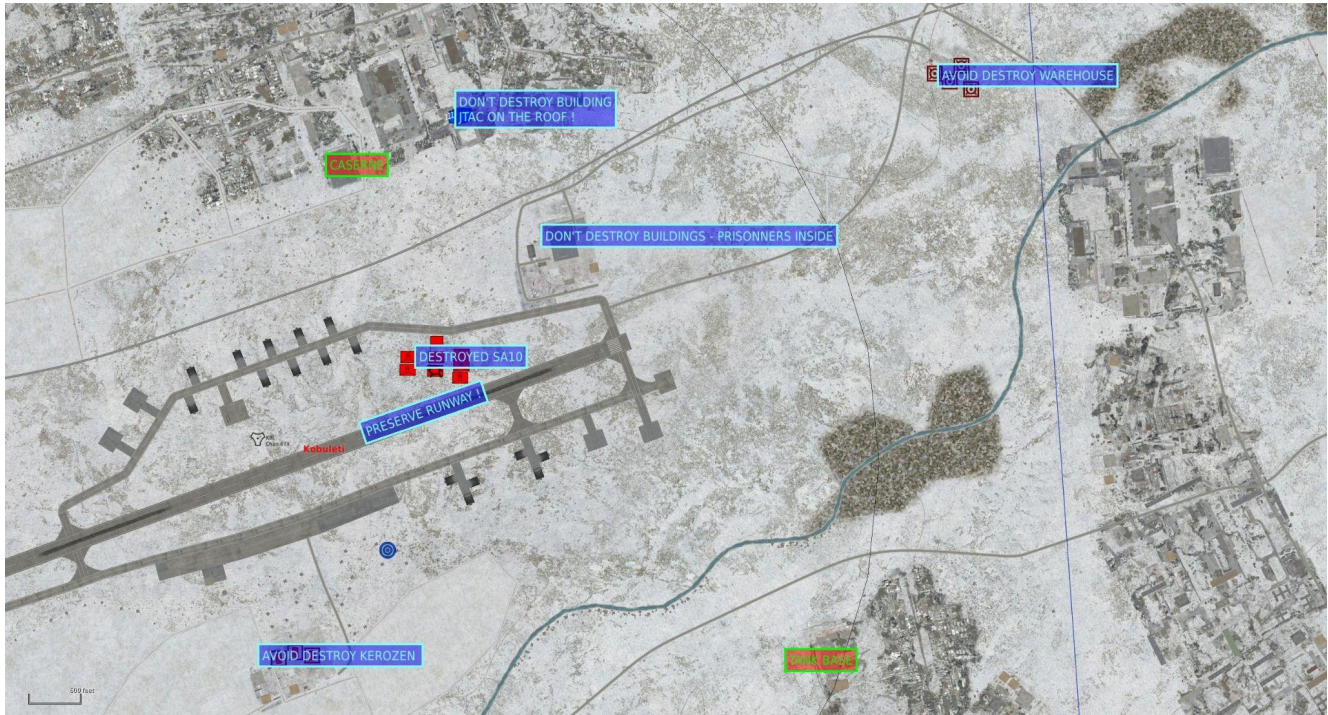 AVOID DESTROY WAREHOUSE
DON'T DESTROY BUILDING
JTAC ON THE ROOF !
CASERNE
DON'T DESTROY BUILDINGS - PRISONNERS INSIDE
DESTROYED SA10
PRESERVE RUNWAY !
Kobuleti
AVOID DESTROY KEROZEN
TANK BASE
500 feet